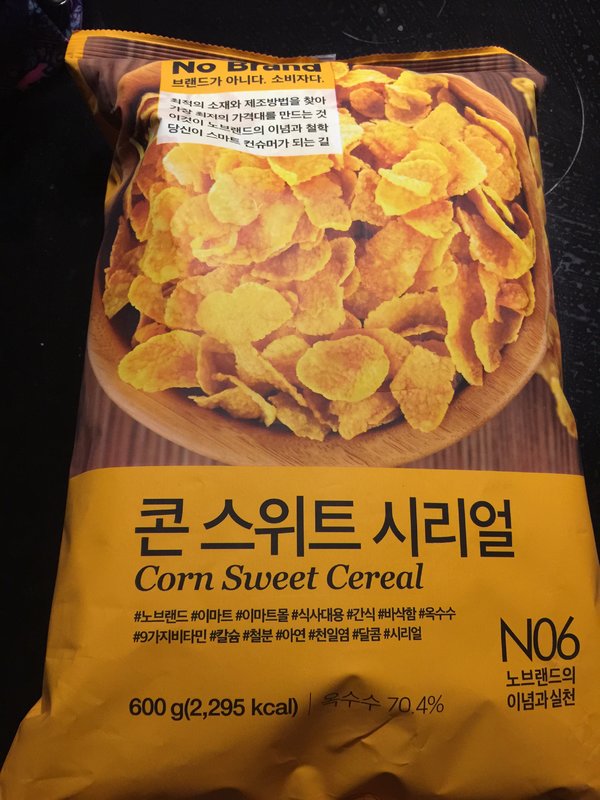 No Brand
브랜드가 아니다. 소비자다.
최적의 소재와 제조방법을 찾아
가장 최저의 가격대를 만드는 것
이것이 노브랜드의 이념과 철학
당신이 스마트 컨슈머가 되는 길
콘 스위트 시리얼
Corn Sweet Cereal
#노브랜드 #이마트 #이마트몰 #식사대용 #간식 #바삭함 #옥수수
#9가지비타민 #칼슘 #철분 #아연 #천일염 #달콤 #시리얼
N06
노브랜드의
이념과 실천
600 g(2,295 kcal) | 옥수수 70.4%